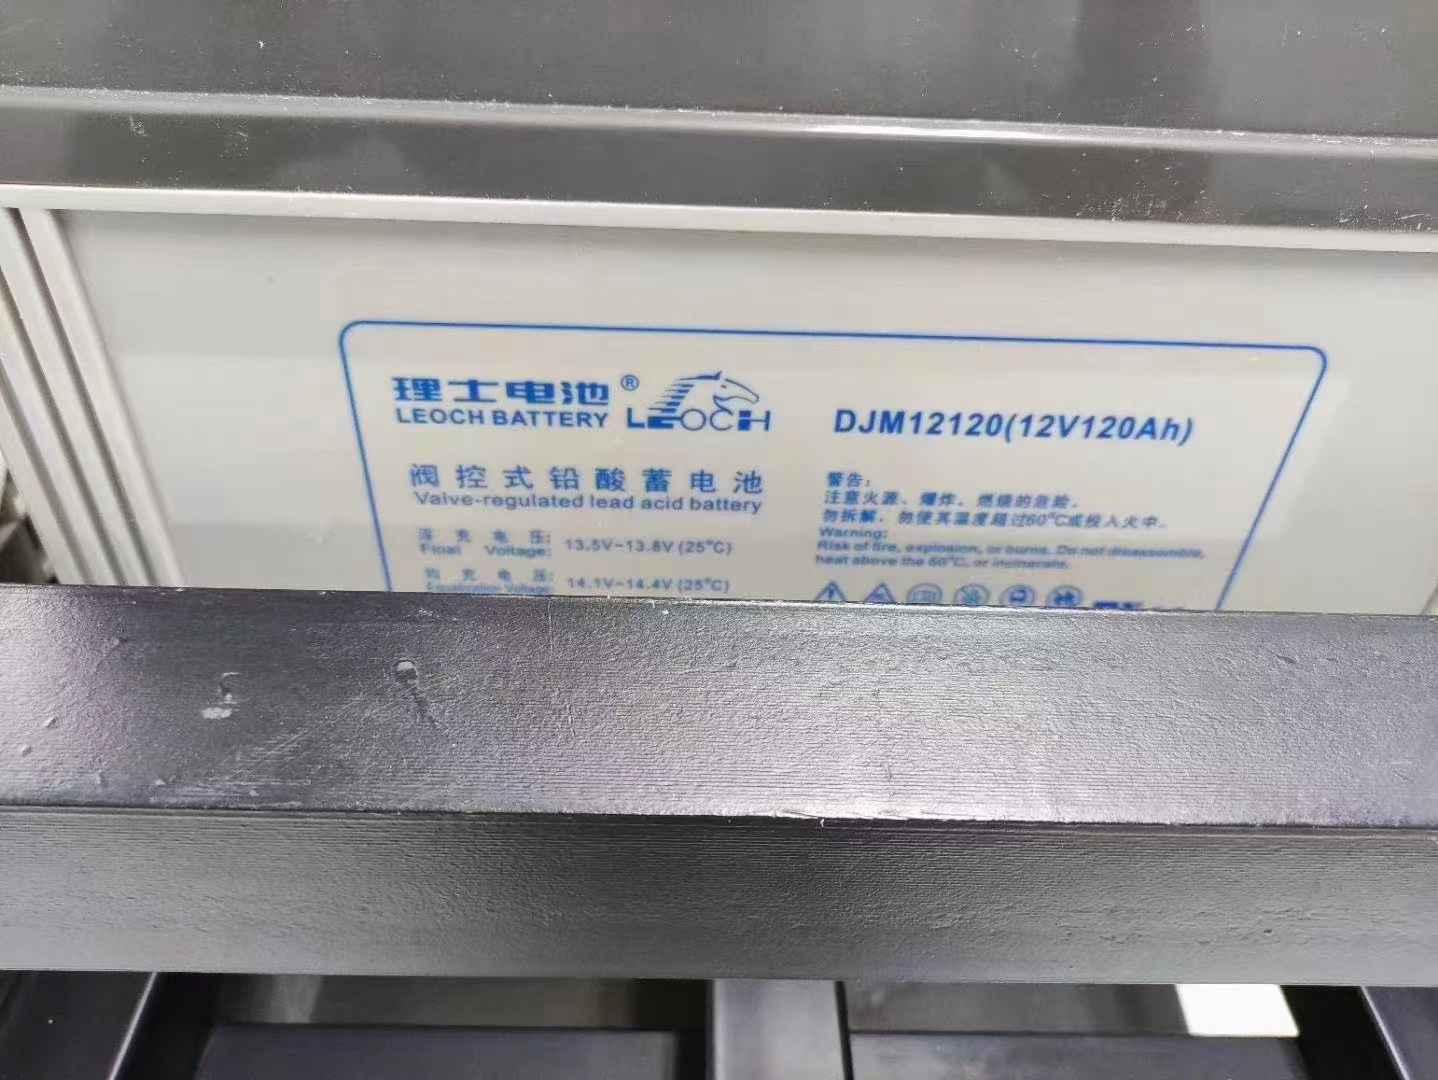 理士电池®
LEOCH BATTERY
LEOCH
DJM12120(12V120Ah)
阀控式铅酸蓄电池
Valve-regulated lead acid battery
浮充电压: 13.5V~13.8V (25°C)
Final Voltage:
均充电压: 14.1V~14.4V (25°C)
Equalization Voltage:
警告:
注意火源、爆炸、燃烧的危险。
勿拆解、勿使其温度超过60°C或投入火中。
Warning:
Risk of fire, explosion, or burns. Do not disassemble,
heat above the 60°C, or incinerate.